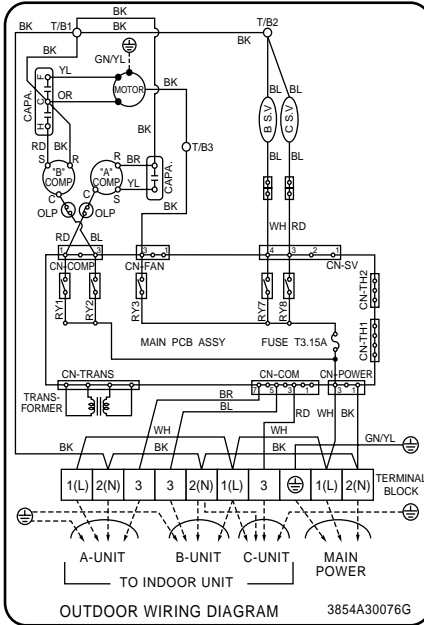 BK
T/B1
T/B2
BK
BK
BK
GN/YL
YL
F
MOTOR
BK
BK
OR
C
CAPA.
H
BL
BL
B S.V
C S.V
RD
BK
T/B3
BL
BL
S
R
R
BR
"B"
COMP
"A"
COMP
CAPA.
YL
S
C
C
BK
OLP
OLP
WH
RD
RD
BL
1
3
3
1
4
3
2
1
CN-COMP
CN-FAN
CN-SV
CN-TH2
RY1
RY2
RY3
RY7
RY8
MAIN PCB ASSY
FUSE T3.15A
CN-TH1
CN-TRANS
CN-COM
CN-POWER
7
5
3
1
3
1
TRANS-
FORMER
BR
BL
RD
WH
BK
GN/YL
WH
WH
BK
BK
BK
1(L)
2(N)
3
3
2(N)
1(L)
3
1(L)
2(N)
TERMINAL
BLOCK
A-UNIT
B-UNIT
C-UNIT
MAIN
POWER
TO INDOOR UNIT
OUTDOOR WIRING DIAGRAM
3854A30076G